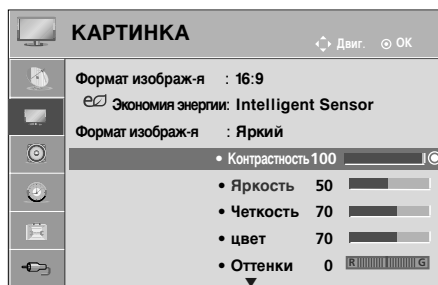 КАРТИНКА
Двиг. OK
Формат изображ-я : 16:9
Экономия энергии: Intelligent Sensor
Формат изображ-я : Яркий
• Контрастность 100
• Яркость 50
• Четкость 70
• цвет 70
• Оттенки 0 R G